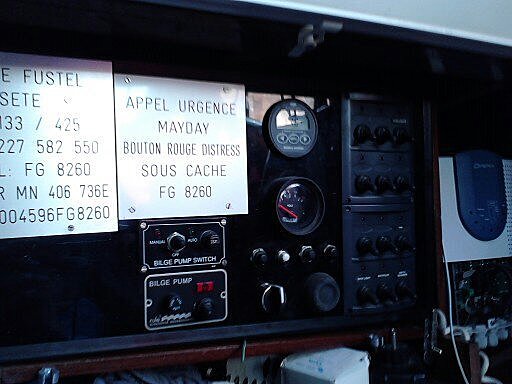 E FUSTEL
SETE
133 / 425
227 582 550
L: FG 8260
R MN 406 736E
004596FG8260
APPEL URGENCE
MAYDAY
BOUTON ROUGE DISTRESS
SOUS CACHE
FG 8260
MANUAL
AUTO
OFF
BILGE PUMP SWITCH
BILGE PUMP